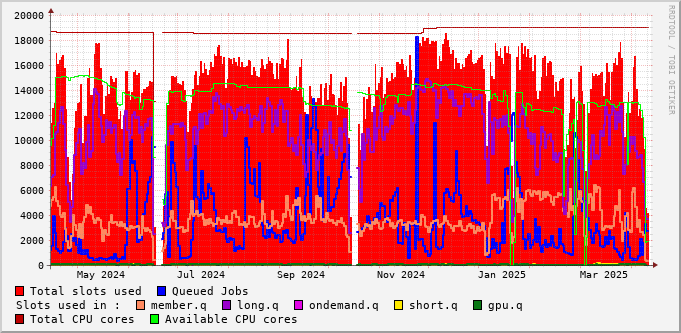 20000
18000
16000
14000
12000
10000
8000
6000
4000
2000
0
May 2024 Jul 2024 Sep 2024 Nov 2024 Jan 2025 Mar 2025
RRDTOOL / TOBI OETIKER
Total slots used Queued Jobs
Slots used in : member.q long.q ondemand.q short.q gpu.q
Total CPU cores Available CPU cores